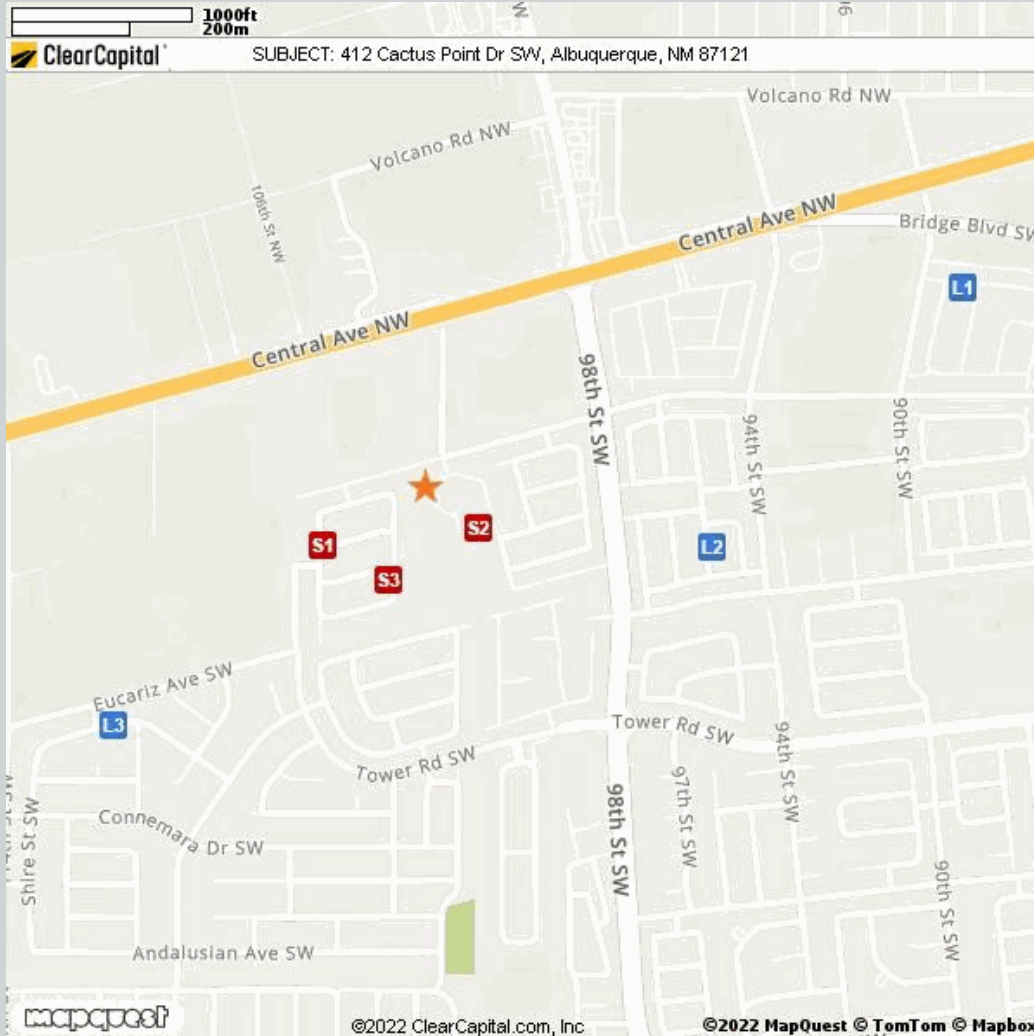 1000ft
200m
ClearCapital
SUBJECT: 412 Cactus Point Dr SW, Albuquerque, NM 87121
W
Volcano Rd NW
Volcano Rd NW
106th St NW
Central Ave NW
Bridge Blvd SW
L1
Central Ave NW
98th St SW
94th St SW
90th St SW
S2
S1
L2
S3
Eucariz Ave SW
L3
Tower Rd SW
Tower Rd SW
94th St SW
97th St SW
98th St SW
Connemara Dr SW
Shire St SW
90th St SW
Andalusian Ave SW
mapquest
©2022 ClearCapital.com, Inc
©2022 MapQuest © TomTom © Mapbox